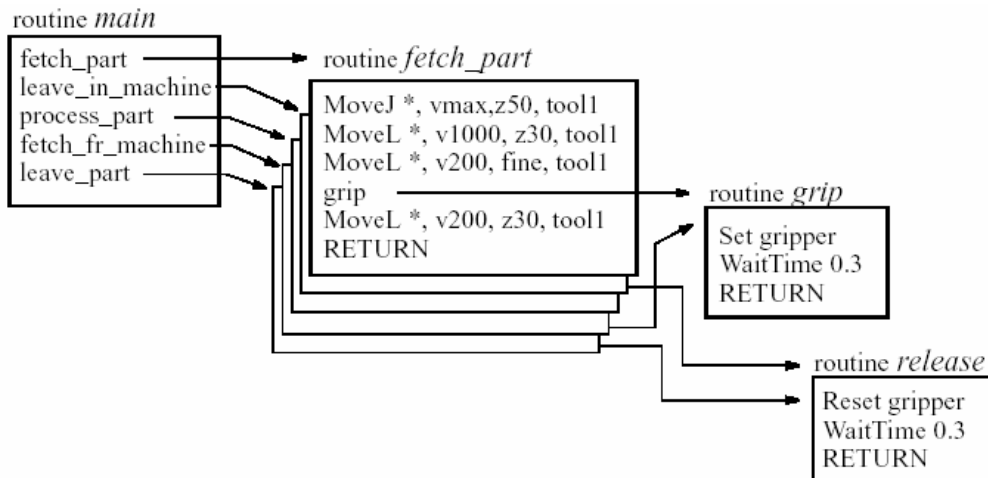 routine main
fetch_part
leave_in_machine
process_part
fetch_fr_machine
leave_part
routine fetch_part
MoveJ *, vmax,z50, tool1
MoveL *, v1000, z30, tool1
MoveL *, v200, fine, tool1
grip
MoveL *, v200, z30, tool1
RETURN
routine grip
Set gripper
WaitTime 0.3
RETURN
routine release
Reset gripper
WaitTime 0.3
RETURN